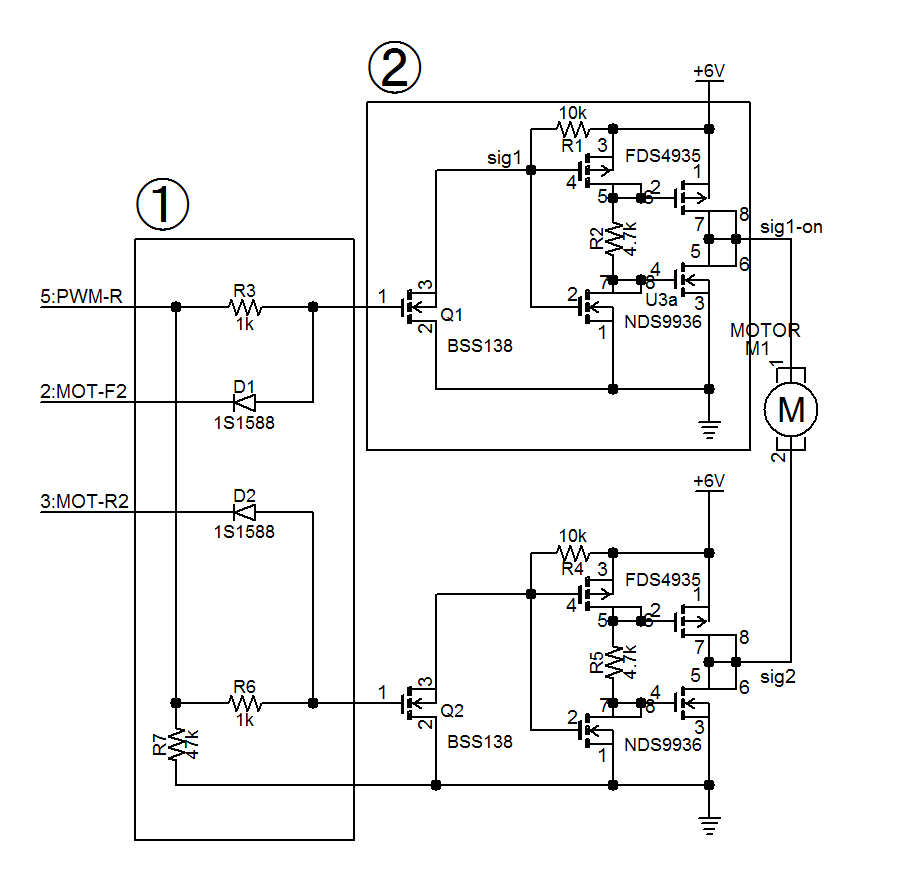 ②
+6V
10k
R1
3
FDS4935
sig1
4
1
5
6
2
①
8
7
sig1-on
R2
4.7k
5
6
7
8
4
5:PWM-R
R3
1k
1
3
2
Q1
BSS138
2
1
U3a
3
NDS9936
MOTOR
M1
1
2:MOT-F2
D1
1S1588
M
2
+6V
3:MOT-R2
D2
1S1588
10k
R4
3
FDS4935
4
1
5
6
2
8
7
R5
4.7k
5
6
sig2
7
8
4
R6
1k
1
3
2
Q2
BSS138
2
1
3
NDS9936
R7
47k